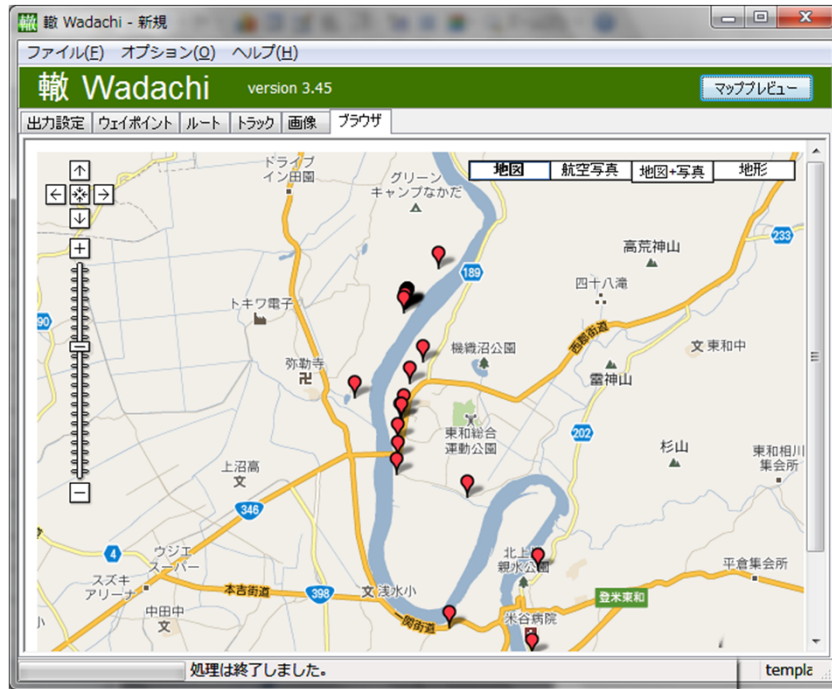 轍 Wadachi - 新規
ファイル(F) オプション(O) ヘルプ(H)
轍 Wadachi version 3.45 マッププレビュー
出力設定 ウェイポイント ルート トラック 画像 ブラウザ
地図 航空写真 地図+写真 地形
ドライブ
イン田園
グリーン
キャンプなかだ
233
高荒神山
189
四十八滝
トキワ電子
90
西郡街道
機織沼公園
東和中
弥勒寺
雷神山
東和総合
運動公園
202
杉山
東和相川
集会所
上沼高
346
4
ウジエ
スーパー
北上
親水公園
平倉集会所
スズキ
アリーナ
本吉街道
398
浅水小
登米東和
中田中
一関街道
米谷病院
小
処理は終了しました。 templa